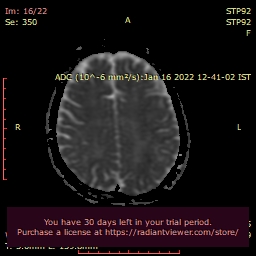 Im: 16/22
Se: 350
A
STP92
STP92
F
ADC (10^-6 mm²/s):Jan 16 2022 12-41-02 IST
R
L
You have 30 days left in your trial period.
Purchase a license at https://radiantviewer.com/store/